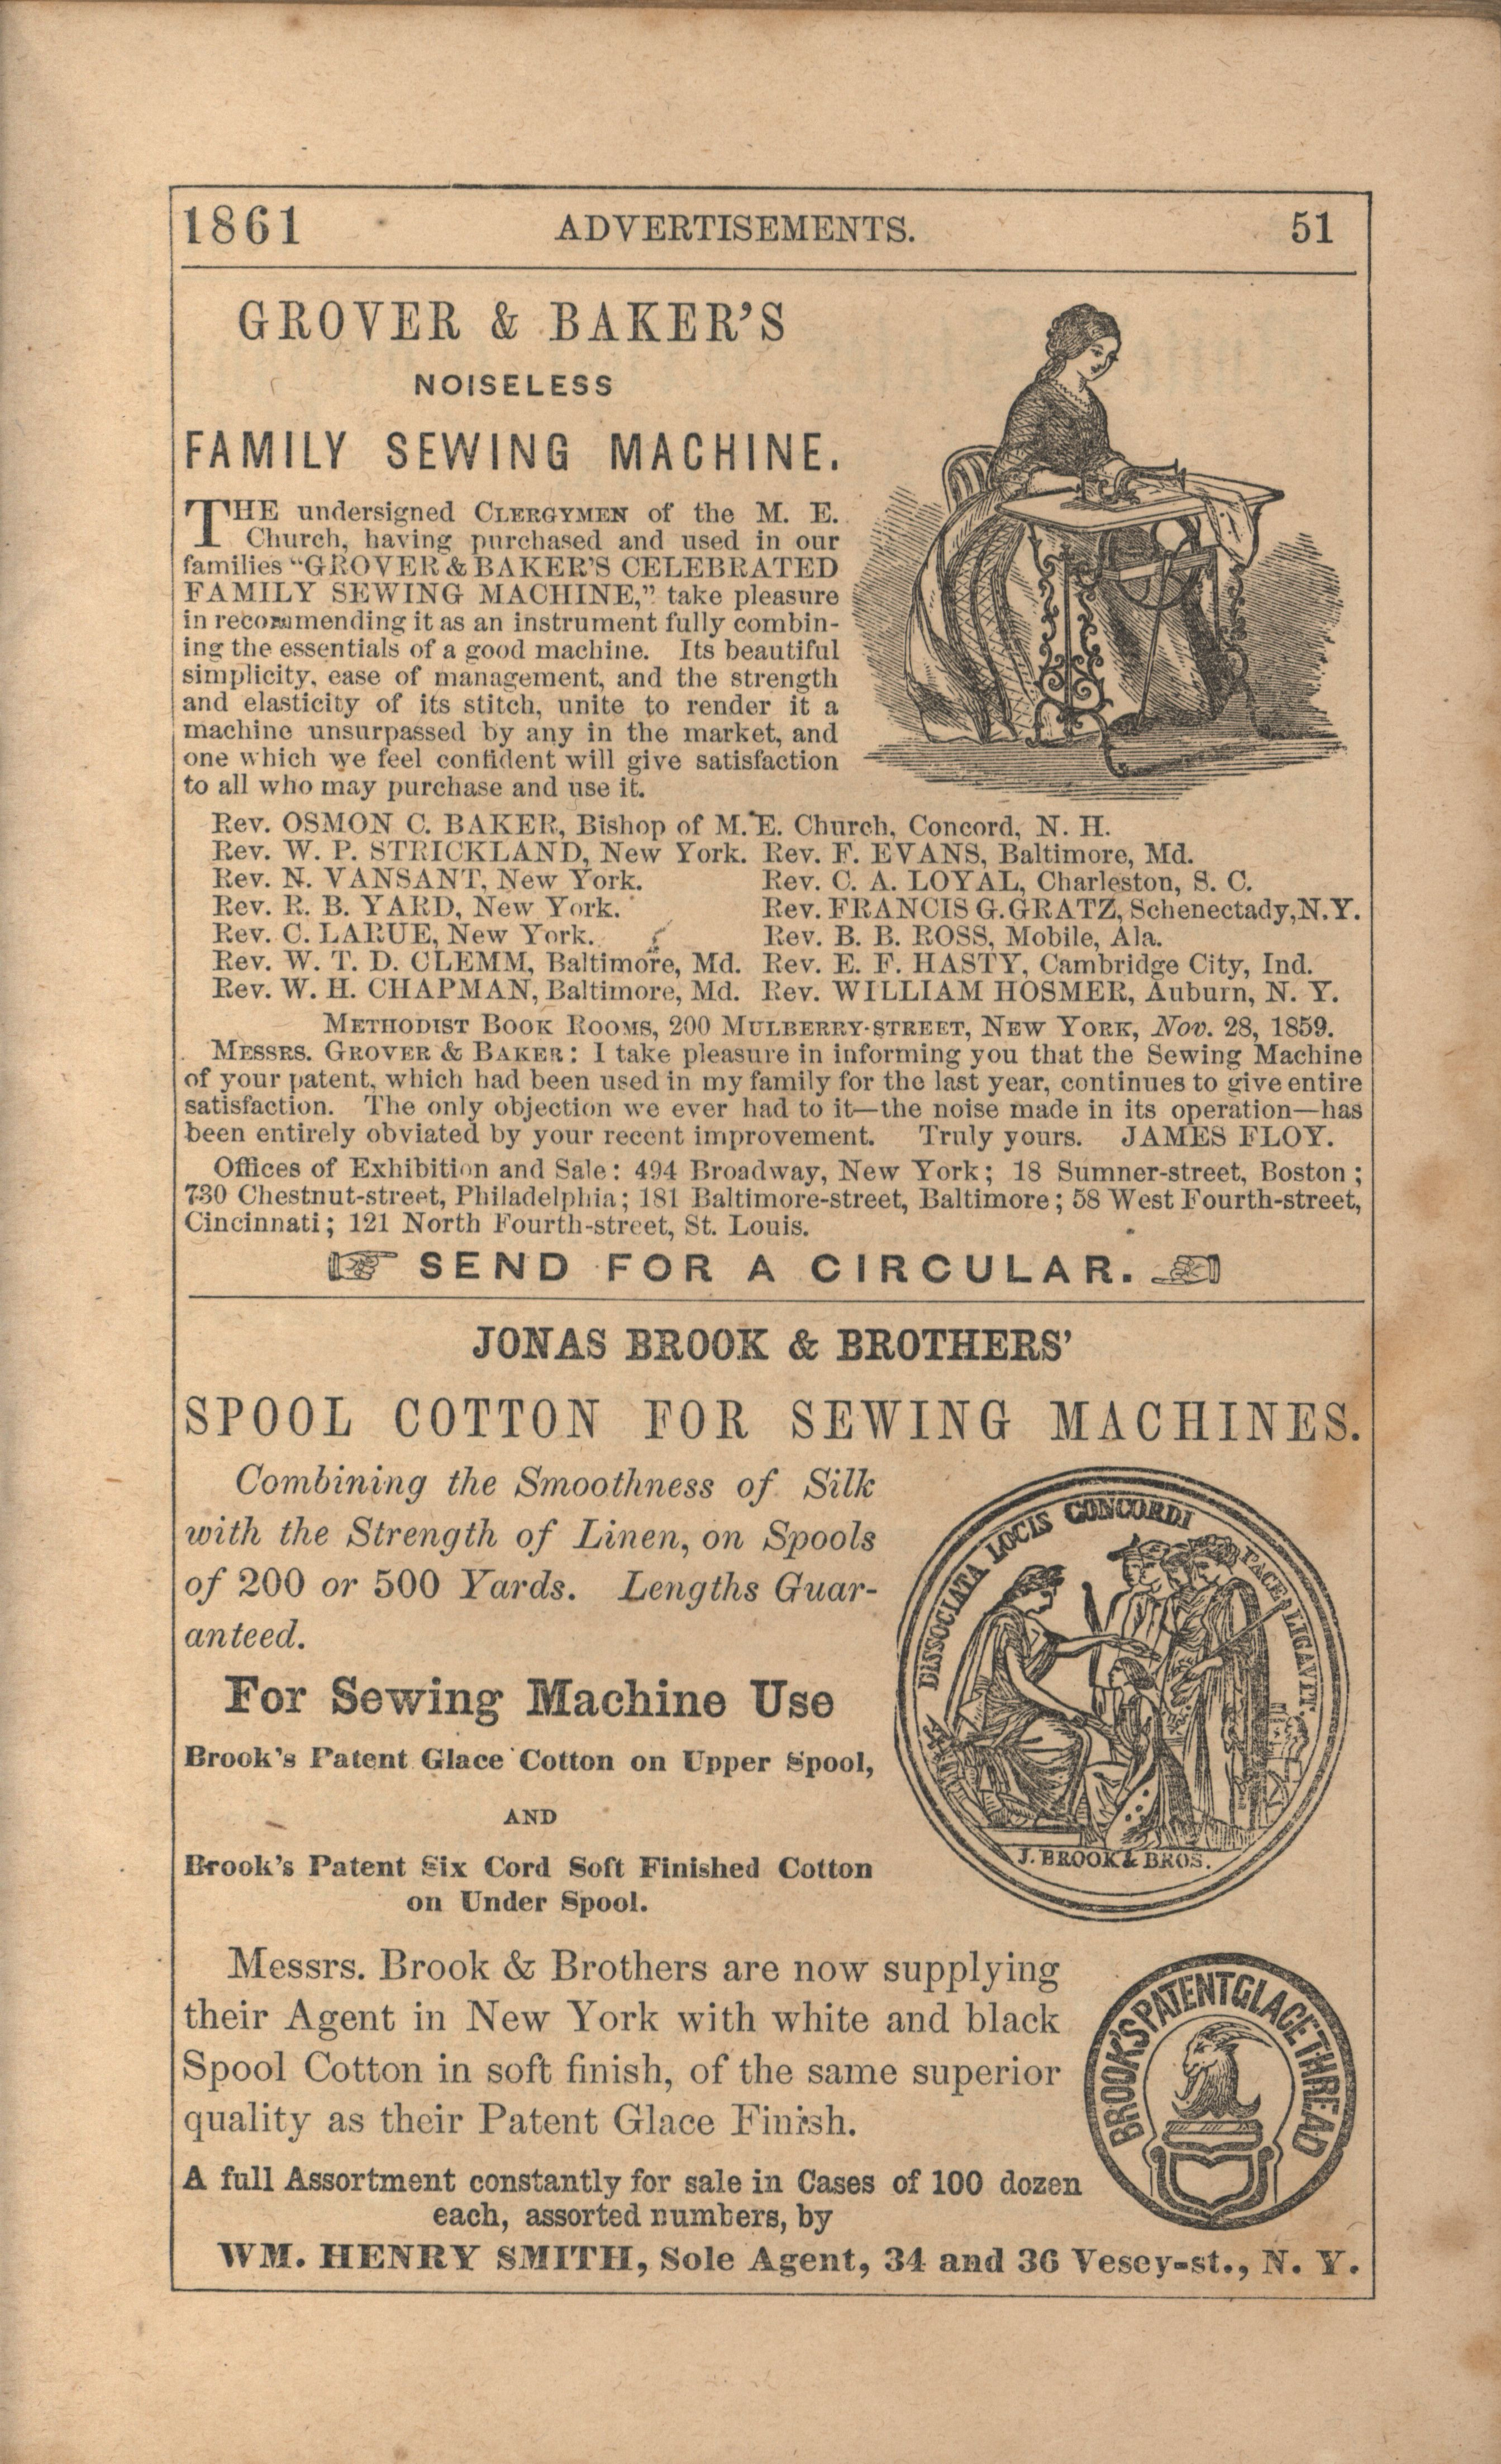 1861 ADVERTISEMENTS. 51
GROVER & BAKER'S
NOISELESS
FAMILY SEWING MACHINE.
THE undersigned CLERGYMEN of the M. E.
Church, having purchased and used in our
families “GROVER & BAKER'S CELEBRATED
FAMILY SEWING MACHINE,” take pleasure
in recommending it as an instrument fully combin-
ing the essentials of a good machine. Its beautiful
simplicity, ease of management, and the strength
and elasticity of its stitch, unite to render it a
machine unsurpassed by any in the market, and
one which we feel confident will give satisfaction
to all who may purchase and use it.
Rev. OSMON C. BAKER, Bishop of M. E. Church, Concord, N. H.
Rev. W. P. STRICKLAND, New York. Rev. F. EVANS, Baltimore, Md.
Rev. N. VANSANT, New York. Rev. C. A. LOYAL, Charleston, S. C.
Rev. R. B. YARD, New York. Rev. FRANCIS G. GRATZ, Schenectady, N.Y.
Rev. C. LARUE, New York. Rev. B. B. ROSS, Mobile, Ala.
Rev. W. T. D. CLEMM, Baltimore, Md. Rev. E. F. HASTY, Cambridge City, Ind.
Rev. W. H. CHAPMAN, Baltimore, Md. Rev. WILLIAM HOSMER, Auburn, N. Y.
METHODIST BOOK ROOMS, 200 MULBERRY-STREET, NEW YORK, Nov. 28, 1859.
MESSRS. GROVER & BAKER: I take pleasure in informing you that the Sewing Machine
of your patent, which had been used in my family for the last year, continues to give entire
satisfaction. The only objection we ever had to it—the noise made in its operation—has
been entirely obviated by your recent improvement. Truly yours. JAMES FLOY.
Offices of Exhibition and Sale: 494 Broadway, New York; 18 Sumner-street, Boston;
730 Chestnut-street, Philadelphia; 181 Baltimore-street, Baltimore; 58 West Fourth-street,
Cincinnati; 121 North Fourth-street, St. Louis.
☞ SEND FOR A CIRCULAR. ☜
JONAS BROOK & BROTHERS'
SPOOL COTTON FOR SEWING MACHINES.
Combining the Smoothness of Silk
with the Strength of Linen, on Spools
of 200 or 500 Yards. Lengths Guar-
anteed.
DISSOCIATA LOCIS CONCORDI PACE LIGAVIT.
J. BROOK & BROS.
For Sewing Machine Use
Brook's Patent Glace Cotton on Upper Spool,
AND
Brook's Patent Six Cord Soft Finished Cotton
on Under Spool.
Messrs. Brook & Brothers are now supplying
their Agent in New York with white and black
Spool Cotton in soft finish, of the same superior
quality as their Patent Glace Finish.
BROOK'S PATENT GLACE THREAD
A full Assortment constantly for sale in Cases of 100 dozen
each, assorted numbers, by
WM. HENRY SMITH, Sole Agent, 34 and 36 Vesey-st., N. Y.